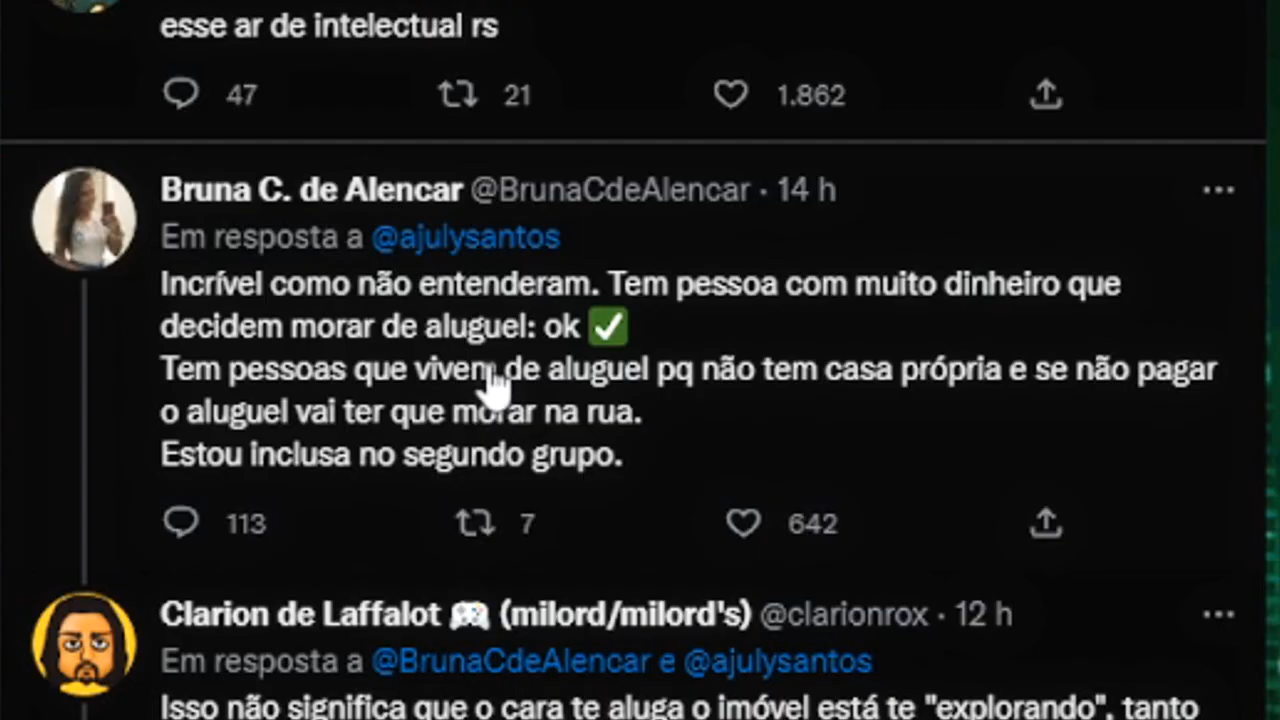 esse ar de intelectual rs
47 21 1.862
Bruna C. de Alencar @BrunaCdeAlencar · 14 h
Em resposta a @ajulysantos
Incrível como não entenderam. Tem pessoa com muito dinheiro que
decidem morar de aluguel: ok ✅
Tem pessoas que vivem de aluguel pq não tem casa própria e se não pagar
o aluguel vai ter que morar na rua.
Estou inclusa no segundo grupo.
113 7 642
Clarion de Laffalot 🎮 (milord/milord's) @clarionrox · 12 h
Em resposta a @BrunaCdeAlencar e @ajulysantos
Isso não significa que o cara te aluga o imóvel está te "explorando", tanto